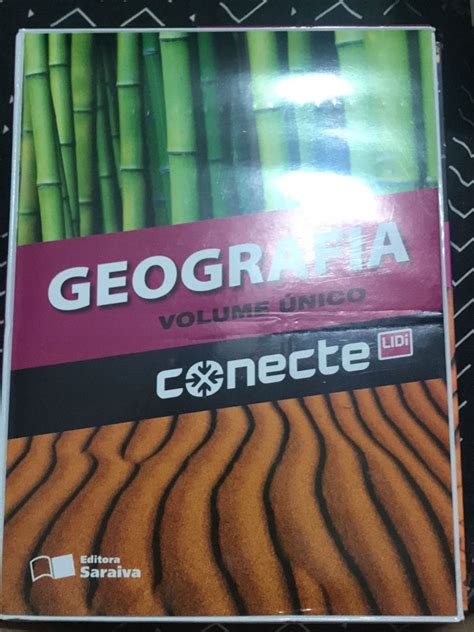 GEOGRAFIA
VOLUME ÚNICO
conecte LIDi
Editora
Saraiva